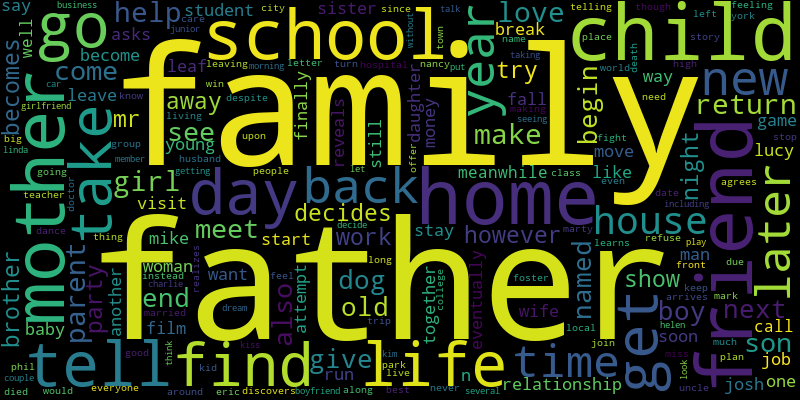 say
business
help
student
sister
city
since
talk
love
feeling
york
telling
though
left
child
becomes
well
go
become
asks
care
junior
school
without
town
break
name
place
story
new
leaf
leaving
morning
letter
turn
hospital
nancy
put
taking
try
year
world
death
high
way
come
car
know
away
win
despite
finally
reveals
still
daughter
money
making
fall
begin
need
return
family
girlfriend
leave
mr
living
see
young
big
linda
mother
take
group
member
upon
seeing
make
fight
stop
game
night
move
lucy
going
teacher
girl
husband
getting
people
let
offer
meanwhile
class
like
even
date
agrees
including
uncle
doctor
visit
day
back
home
friend
later
dance
thing
mike
meet
decides
decide
stay
however
marty
house
refuse
play
brother
parent
party
woman
start
work
learns
man
due
front
another
instead
charlie
realizes
want
feel
dog
long
attempt
together
college
eventually
foster
named
show
keep
arrives
mark
next
baby
end
married
film
father
dream
old
trip
wife
local
get
boy
call
helen
soon
join
miss
much
son
phil
tell
good
think
find
kiss
give
kim
park
live
life
time
look
plan
job
couple
died
would
everyone
around
kid
eric
discovers
run
boyfriend
along
best
n
never
several
relationship
josh
one
also